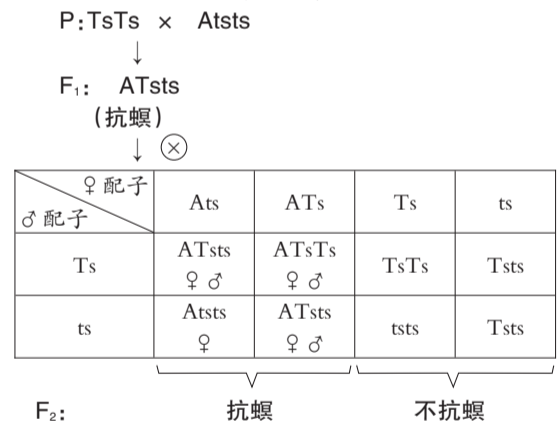 P:TsTs × Atsts
↓
F₁: ATsts
(抗螟)
↓ ⊗
♀配子 Ats ATs Ts ts
♂配子
Ts ATsts ♀♂ ATsTs ♀♂ TsTs Tsts
ts Atsts ♀ ATsts ♀♂ tsts Tsts
F₂: 抗螟 不抗螟